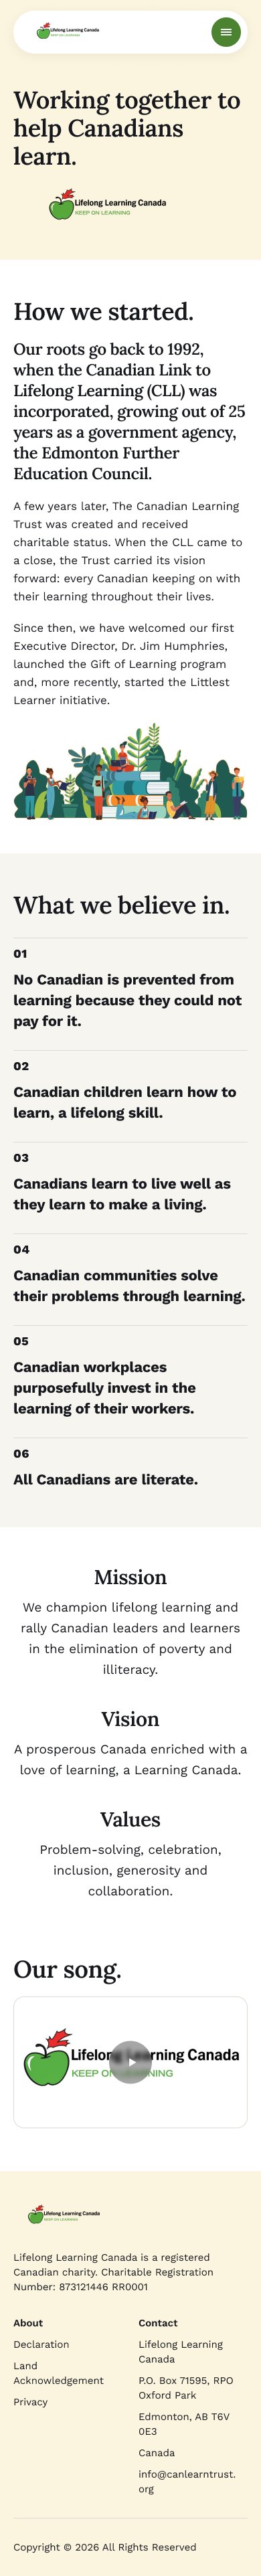 Lifelong Learning Canada
KEEP ON LEARNING
Working together to
help Canadians
learn.
Lifelong Learning Canada
KEEP ON LEARNING
How we started.
Our roots go back to 1992,
when the Canadian Link to
Lifelong Learning (CLL) was
incorporated, growing out of 25
years as a government agency,
the Edmonton Further
Education Council.
A few years later, The Canadian Learning
Trust was created and received
charitable status. When the CLL came to
a close, the Trust carried its vision
forward: every Canadian keeping on with
their learning throughout their lives.
Since then, we have welcomed our first
Executive Director, Dr. Jim Humphries,
launched the Gift of Learning program
and, more recently, started the Littlest
Learner initiative.
What we believe in.
01
No Canadian is prevented from
learning because they could not
pay for it.
02
Canadian children learn how to
learn, a lifelong skill.
03
Canadians learn to live well as
they learn to make a living.
04
Canadian communities solve
their problems through learning.
05
Canadian workplaces
purposefully invest in the
learning of their workers.
06
All Canadians are literate.
Mission
We champion lifelong learning and
rally Canadian leaders and learners
in the elimination of poverty and
illiteracy.
Vision
A prosperous Canada enriched with a
love of learning, a Learning Canada.
Values
Problem-solving, celebration,
inclusion, generosity and
collaboration.
Our song.
Lifelong Learning Canada
KEEP ON LEARNING
Lifelong Learning Canada
KEEP ON LEARNING
Lifelong Learning Canada is a registered
Canadian charity. Charitable Registration
Number: 873121446 RR0001
About
Declaration
Land
Acknowledgement
Privacy
Contact
Lifelong Learning
Canada
P.O. Box 71595, RPO
Oxford Park
Edmonton, AB T6V
0E3
Canada
info@canlearntrust.
org
Copyright © 2026 All Rights Reserved